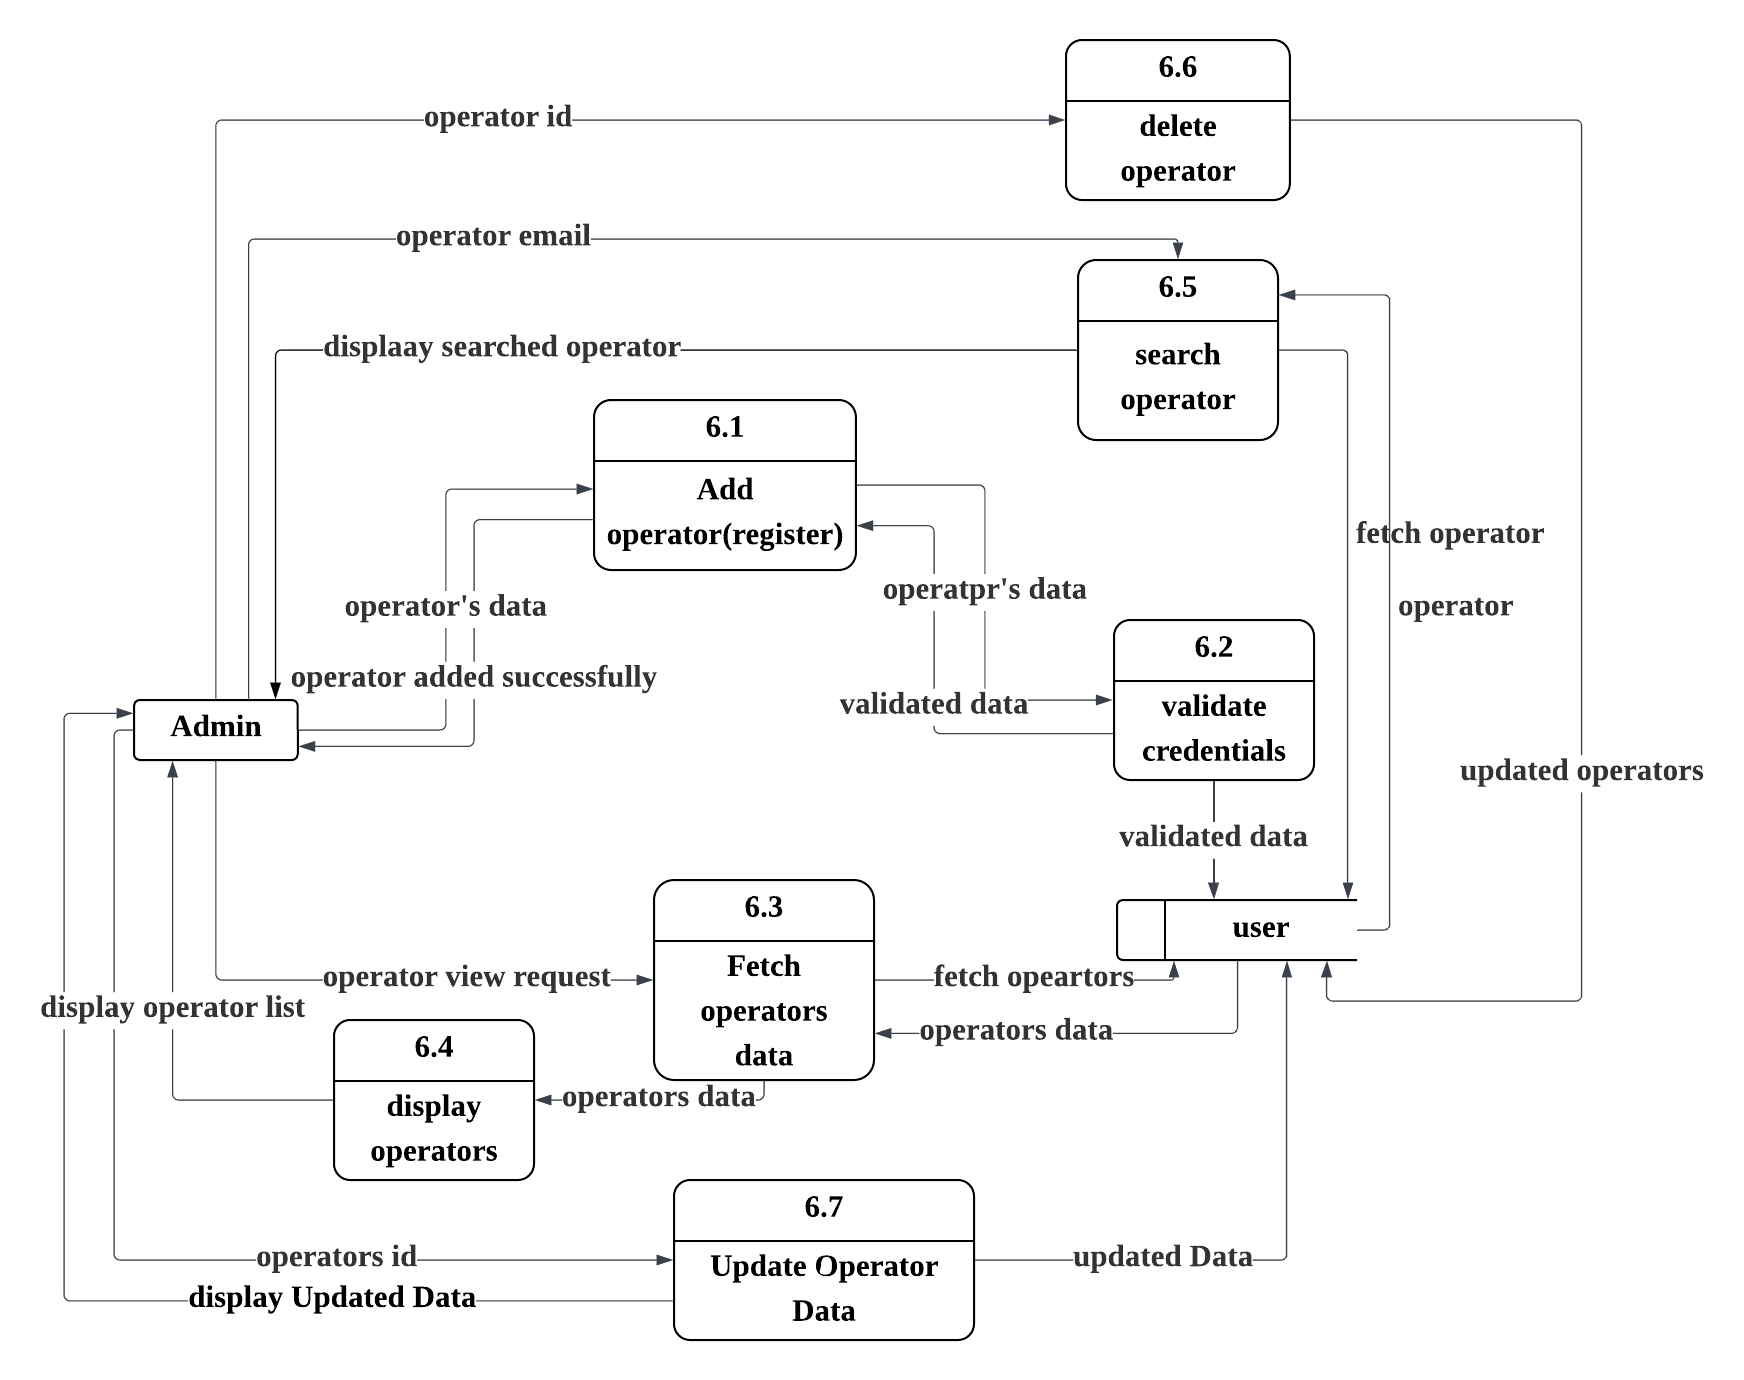 6.6
operator id
delete
operator
operator email
6.5
displaay searched operator
search
operator
6.1
Add
operator(register)
fetch operator
operatpr's data
operator's data
operator
6.2
operator added successfully
validated data
validate
credentials
Admin
updated operators
validated data
6.3
user
Fetch
operators
data
operator view request
fetch opeartors
display operator list
operators data
6.4
operators data
display
operators
6.7
operators id
Update Operator
Data
updated Data
display Updated Data